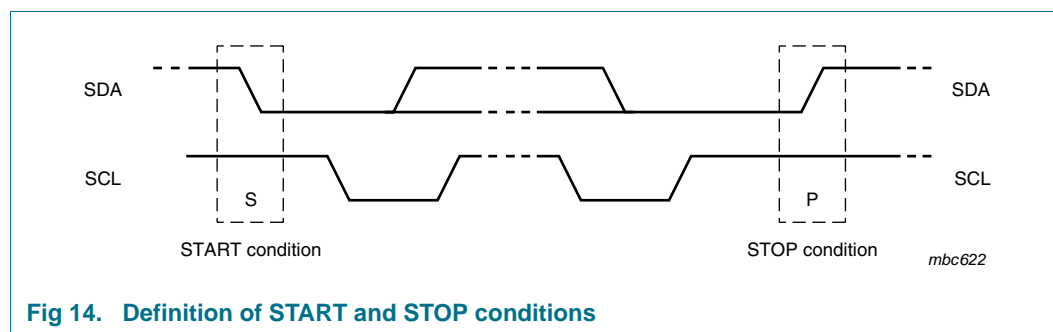 SDA
SDA
SCL
SCL
S
P
START condition
STOP condition
mbc622
Fig 14. Definition of START and STOP conditions